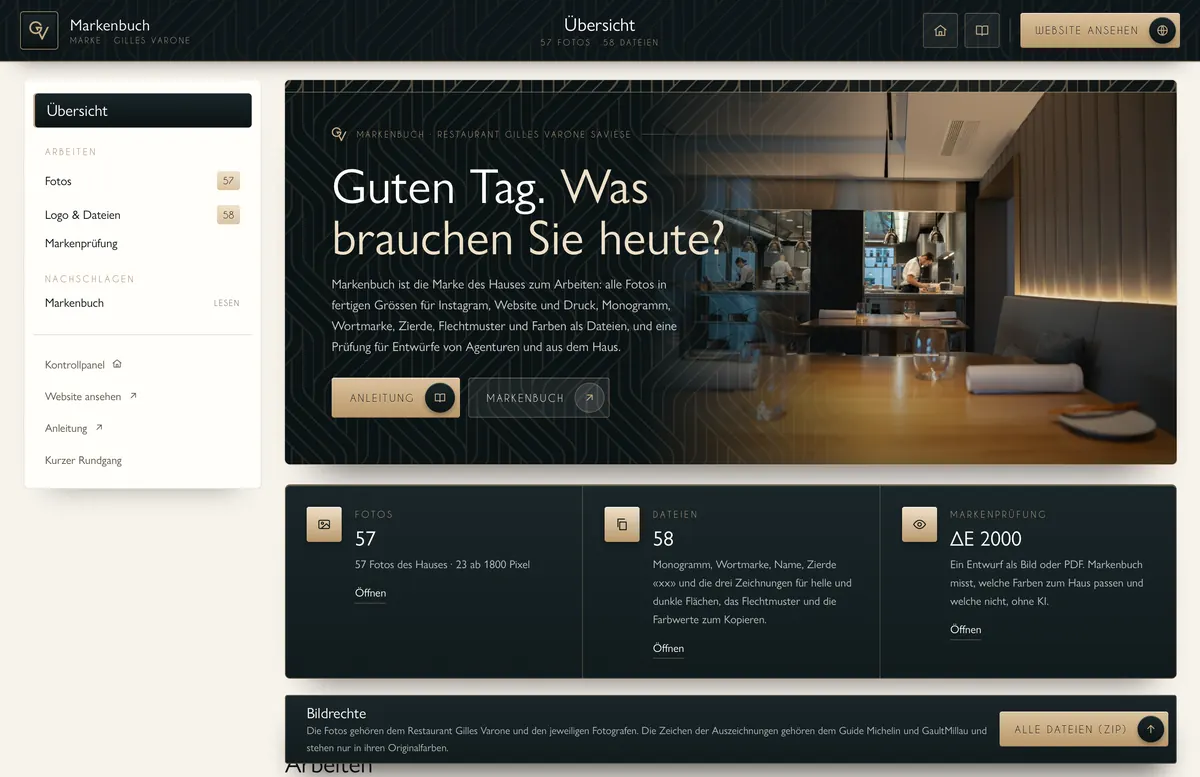 GV
Markenbuch
MARKE · GILLES VARONE
Übersicht
57 FOTOS · 58 DATEIEN
WEBSITE ANSEHEN
Übersicht
ARBEITEN
Fotos
57
Logo & Dateien
58
Markenprüfung
NACHSCHLAGEN
Markenbuch
LESEN
Kontrollpanel
Website ansehen
Anleitung
Kurzer Rundgang
GV MARKENBUCH · RESTAURANT GILLES VARONE SAVIÈSE
Guten Tag. Was
brauchen Sie heute?
Markenbuch ist die Marke des Hauses zum Arbeiten: alle Fotos in
fertigen Grössen für Instagram, Website und Druck, Monogramm,
Wortmarke, Zierde, Flechtmuster und Farben als Dateien, und eine
Prüfung für Entwürfe von Agenturen und aus dem Haus.
ANLEITUNG
MARKENBUCH
FOTOS
57
57 Fotos des Hauses · 23 ab 1800 Pixel
Öffnen
DATEIEN
58
Monogramm, Wortmarke, Name, Zierde
«xx» und die drei Zeichnungen für helle und
dunkle Flächen, das Flechtmuster und die
Farbwerte zum Kopieren.
Öffnen
MARKENPRÜFUNG
ΔE 2000
Ein Entwurf als Bild oder PDF. Markenbuch
misst, welche Farben zum Haus passen und
welche nicht, ohne KI.
Öffnen
Bildrechte
Die Fotos gehören dem Restaurant Gilles Varone und den jeweiligen Fotografen. Die Zeichen der Auszeichnungen gehören dem Guide Michelin und GaultMillau und
stehen nur in ihren Originalfarben.
ALLE DATEIEN (ZIP)
Arbeiten